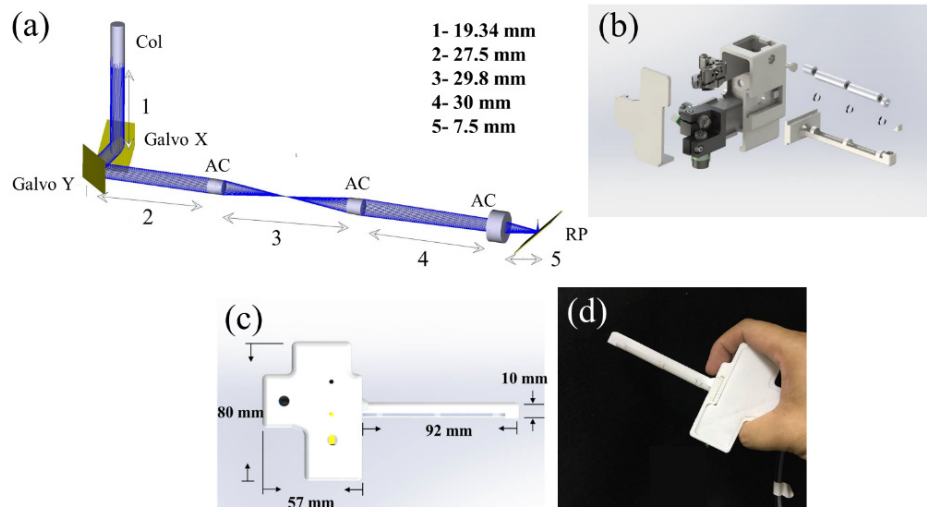 (a)
Col
1- 19.34 mm
2- 27.5 mm
3- 29.8 mm
4- 30 mm
5- 7.5 mm
1
Galvo X
Galvo Y
AC
AC
AC
RP
2
3
4
5
(b)
(c)
80 mm
57 mm
92 mm
10 mm
(d)